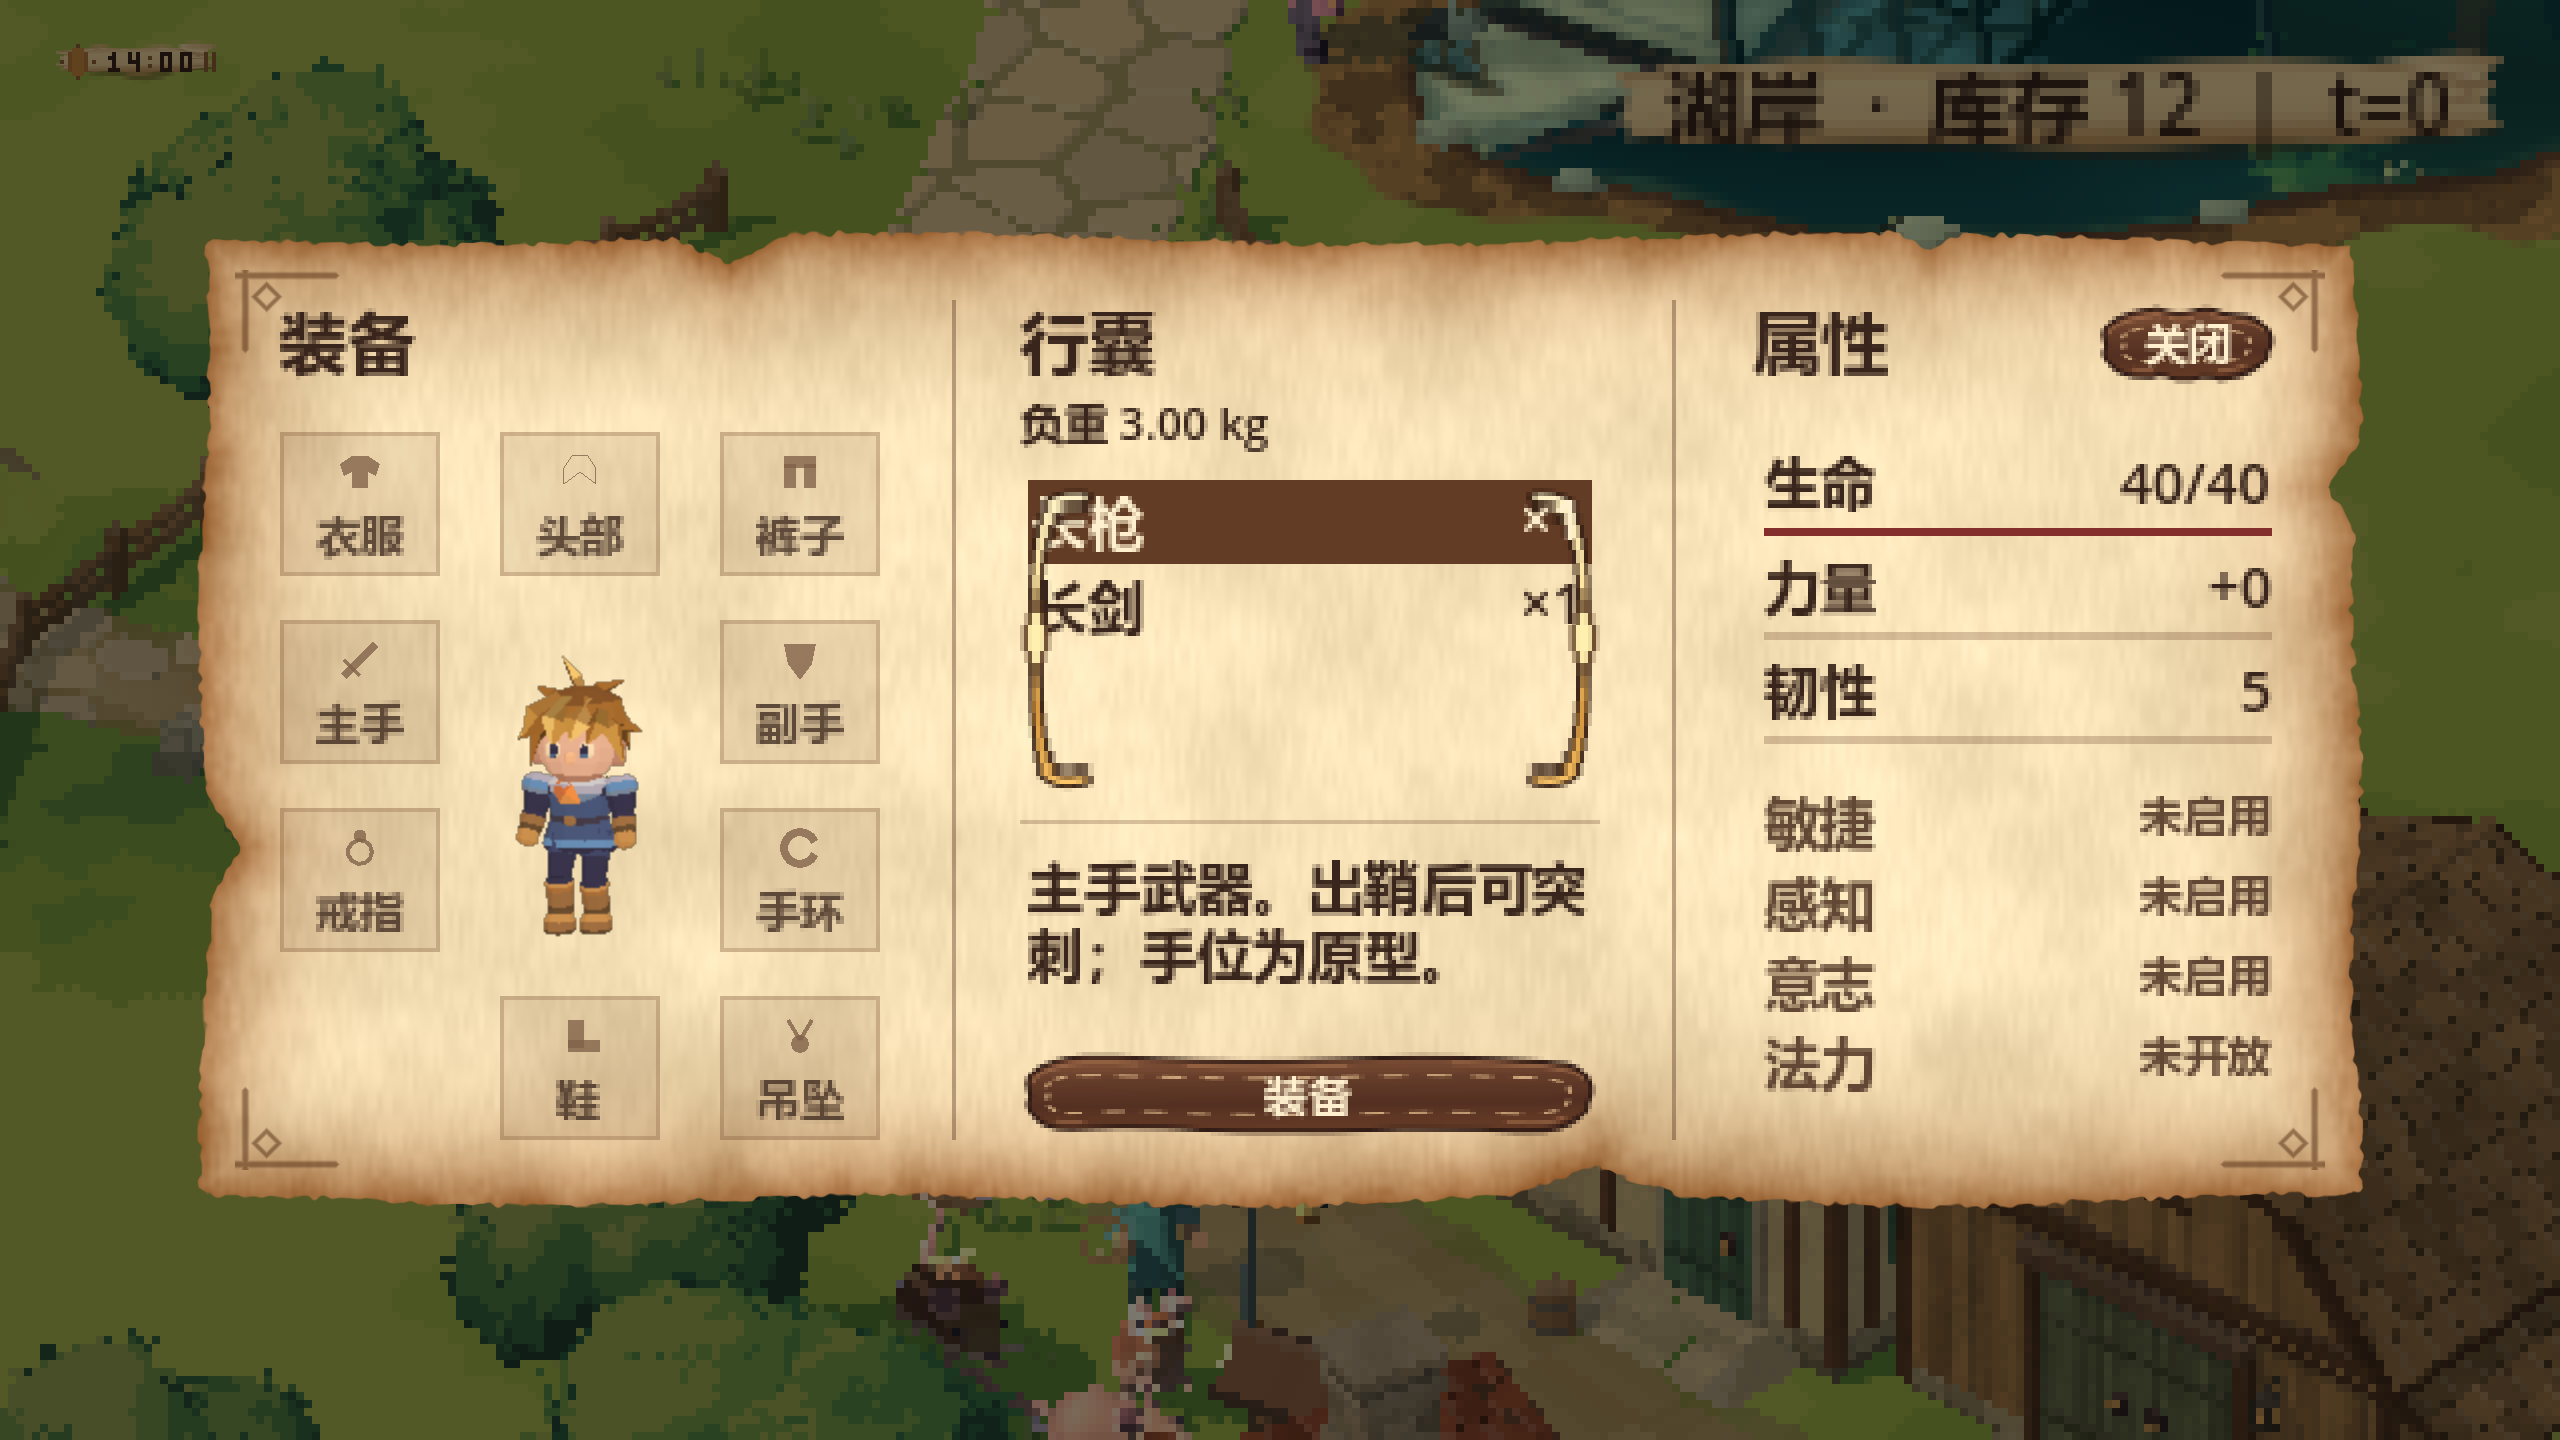 14:00
湖岸 · 库存 12 | t=0
装备
衣服
头部
裤子
主手
副手
戒指
手环
鞋
吊坠
行囊
负重 3.00 kg
枪 ×
长剑 ×1
主手武器。出鞘后可突
刺；手位为原型。
装备
属性
关闭
生命 40/40
力量 +0
韧性 5
敏捷 未启用
感知 未启用
意志 未启用
法力 未开放